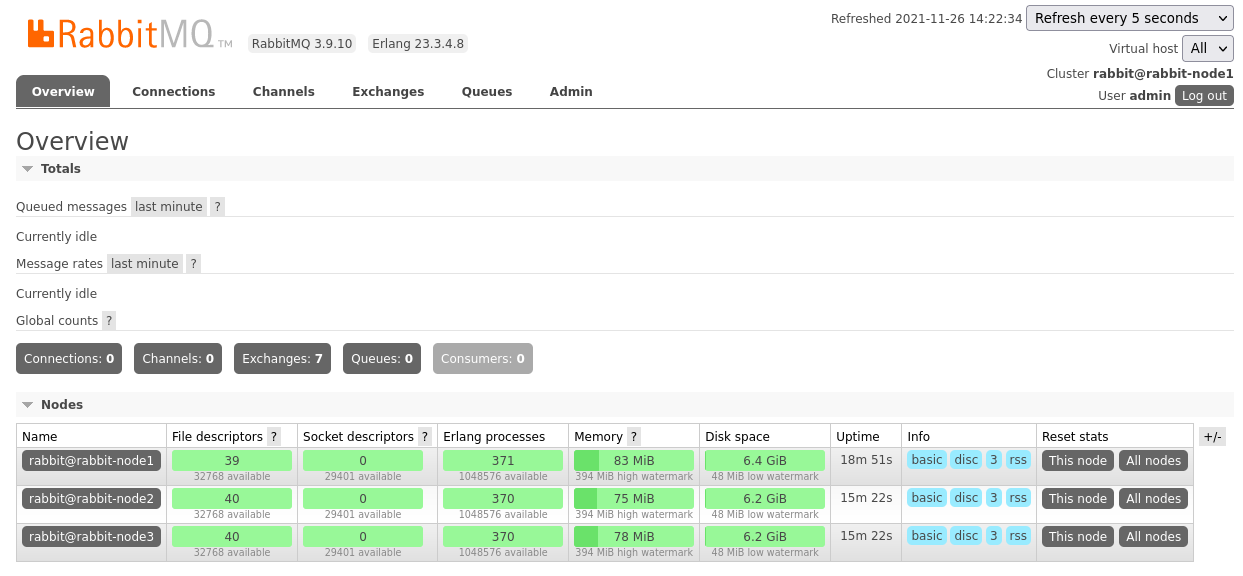 Refreshed 2021-11-26 14:22:34 Refresh every 5 seconds
RabbitMQ TM RabbitMQ 3.9.10 Erlang 23.3.4.8
Virtual host All
Cluster rabbit@rabbit-node1
User admin Log out
Overview Connections Channels Exchanges Queues Admin
Overview
Totals
Queued messages last minute ?
Currently idle
Message rates last minute ?
Currently idle
Global counts ?
Connections: 0 Channels: 0 Exchanges: 7 Queues: 0 Consumers: 0
Nodes
Name File descriptors ? Socket descriptors ? Erlang processes Memory ? Disk space Uptime Info Reset stats +/-
rabbit@rabbit-node1 39 0 371 83 MiB 6.4 GiB 18m 51s basic disc 3 rss This node All nodes
32768 available 29401 available 1048576 available 394 MiB high watermark 48 MiB low watermark
rabbit@rabbit-node2 40 0 370 75 MiB 6.2 GiB 15m 22s basic disc 3 rss This node All nodes
32768 available 29401 available 1048576 available 394 MiB high watermark 48 MiB low watermark
rabbit@rabbit-node3 40 0 370 78 MiB 6.2 GiB 15m 22s basic disc 3 rss This node All nodes
32768 available 29401 available 1048576 available 394 MiB high watermark 48 MiB low watermark